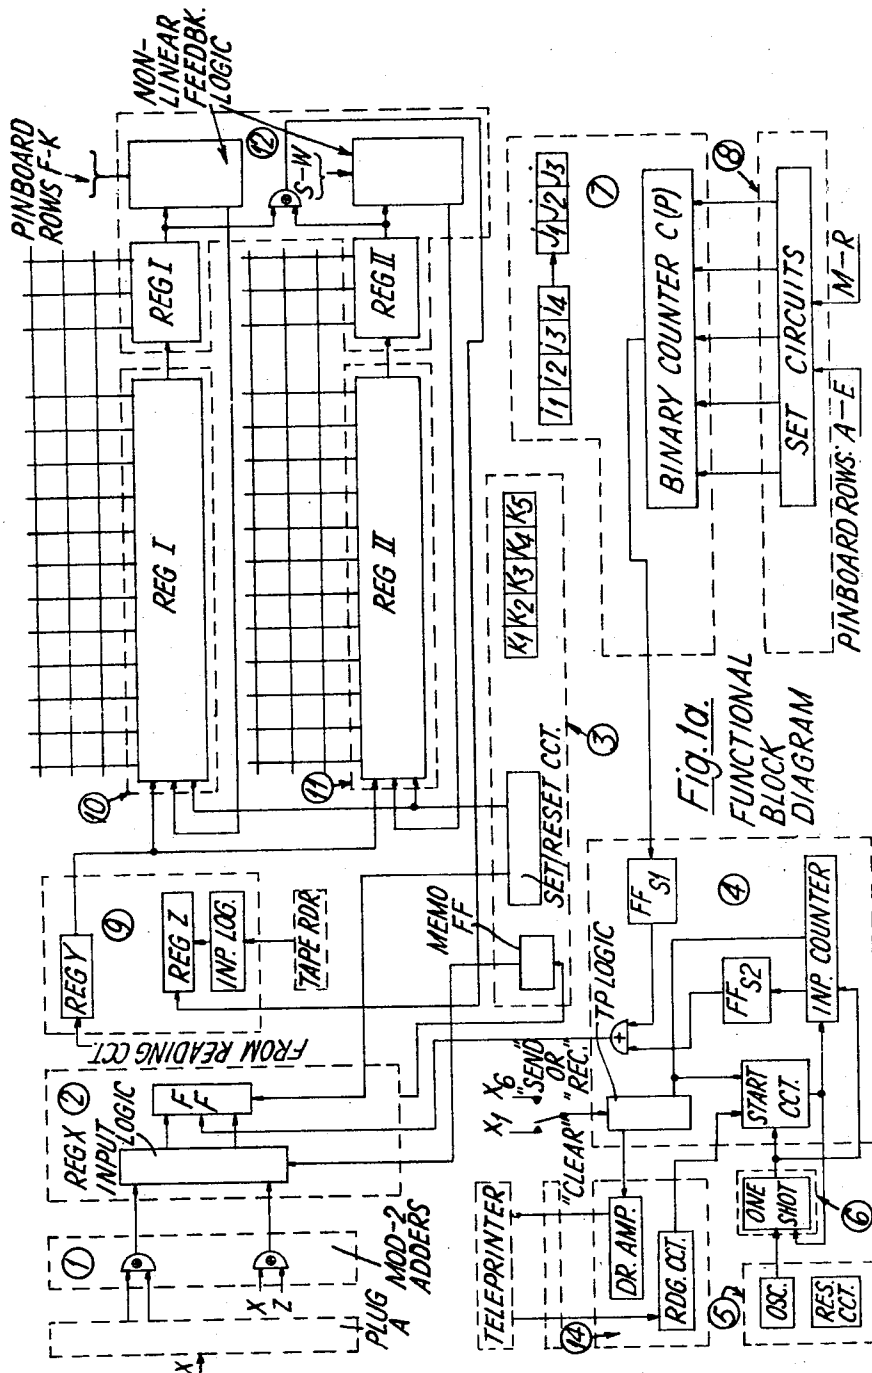 PINBOARD
ROWS F-K
NON-
LINEAR
FEEDBK.
LOGIC
12
S-W
REG I
REG I
10
REG II
REG II
11
J1 J2 J3
i1 i2 i3 i4
7
BINARY COUNTER C(P)
8
SET CIRCUITS
M-R
PINBOARD ROWS: A-E
K1 K2 K3 K4 K5
3
SET/RESET CCT.
MEMO
FF
Fig.1a.
FUNCTIONAL
BLOCK
DIAGRAM
9
REG Y
REG Z
INP. LOG.
TAPE RDR.
FROM READING CCT.
REG X 2
INPUT
LOGIC
F
F
1
MOD-2
ADDERS
X
Z
PLUG
A
X
TP LOGIC
X1 X6
"SEND"
OR
"CLEAR" "REC."
FF
S1
4
FF
S2
INP. COUNTER
START
CCT.
ONE
SHOT
6
TELEPRINTER
DR. AMP.
RDG. CCT.
14
5
OSC.
RES.
CCT.